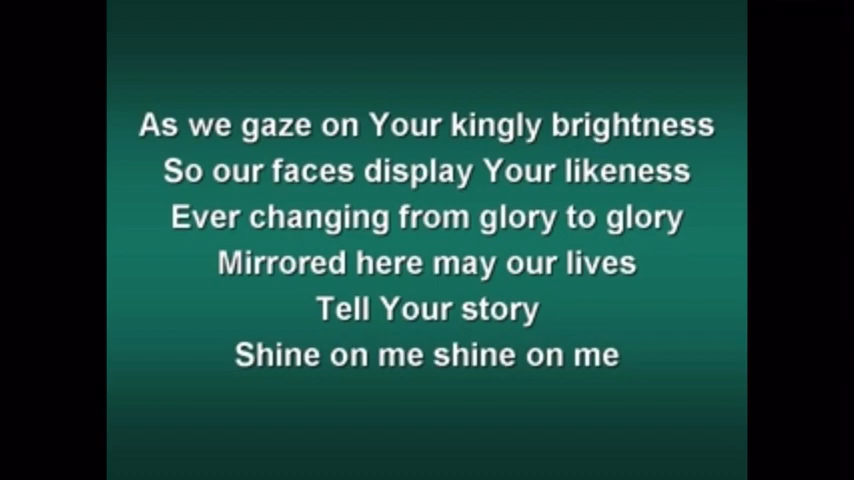 As we gaze on Your kingly brightness
So our faces display Your likeness
Ever changing from glory to glory
Mirrored here may our lives
Tell Your story
Shine on me shine on me